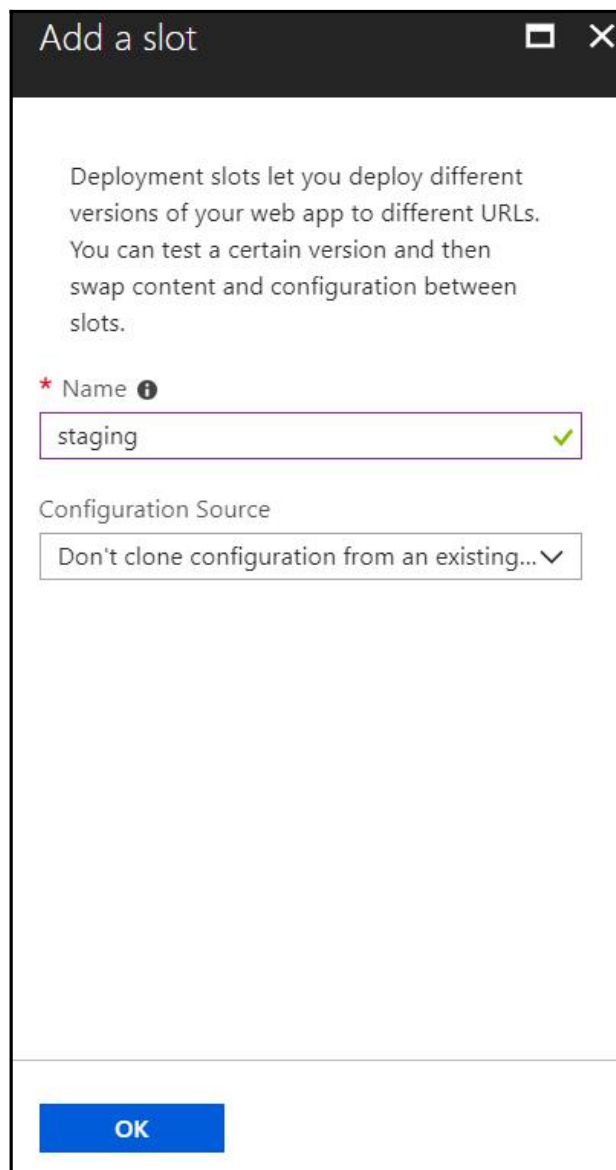 Add a slot
Deployment slots let you deploy different
versions of your web app to different URLs.
You can test a certain version and then
swap content and configuration between
slots.
* Name
staging
Configuration Source
Don't clone configuration from an existing...
OK